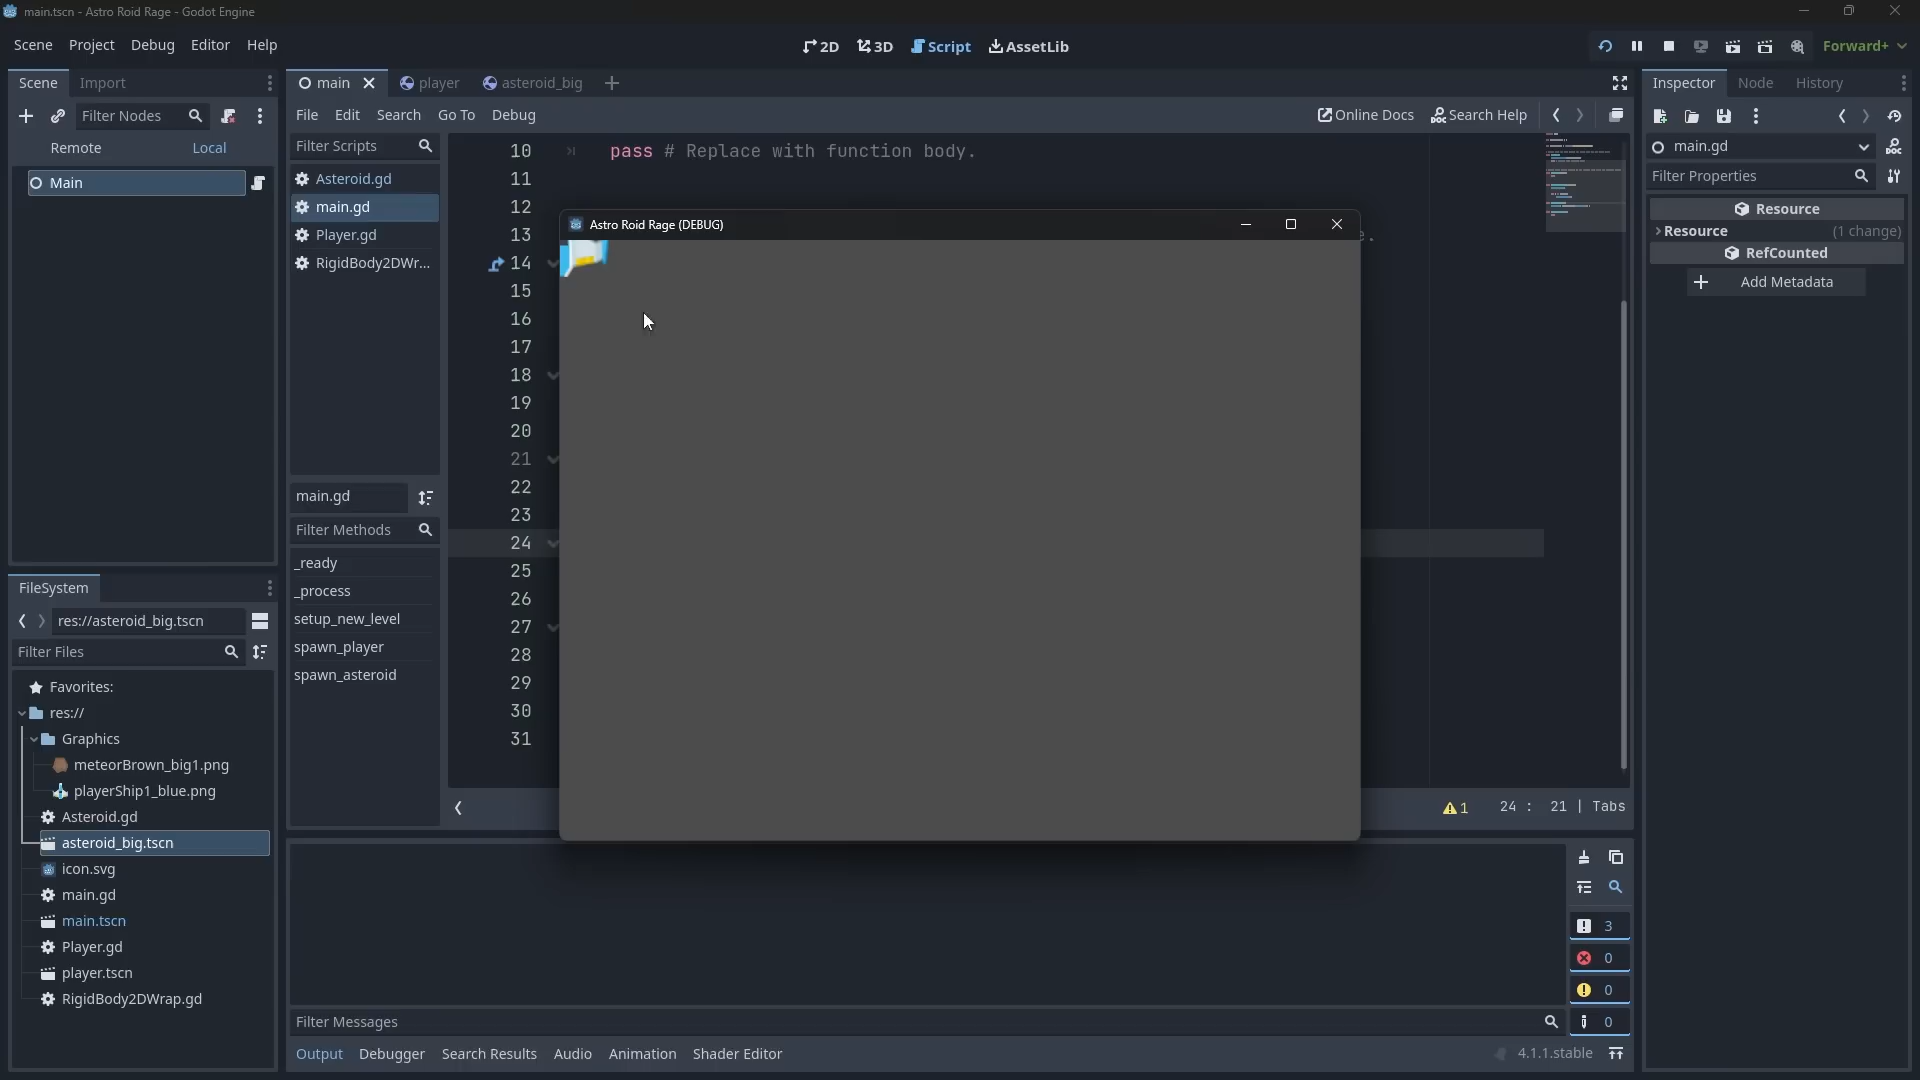 main.tscn - Astro Roid Rage - Godot Engine
Scene Project Debug Editor Help
2D 3D Script AssetLib
Forward+
Scene Import
main player asteroid_big
Inspector Node History
Filter Nodes
File Edit Search Go To Debug
Online Docs Search Help
Remote Local
Filter Scripts
main.gd
Filter Properties
Main
Asteroid.gd
main.gd
Player.gd
RigidBody2DWr...
Resource
Resource (1 change)
RefCounted
Add Metadata
10 pass # Replace with function body.
11
12
13 e.
14
15
16
17
18
19
20
21
22
23
24
25
26
27
28
29
30
31
Astro Roid Rage (DEBUG)
main.gd
Filter Methods
_ready
_process
setup_new_level
spawn_player
spawn_asteroid
1 24 : 21 | Tabs
FileSystem
res://asteroid_big.tscn
Filter Files
Favorites:
res://
Graphics
meteorBrown_big1.png
playerShip1_blue.png
Asteroid.gd
asteroid_big.tscn
icon.svg
main.gd
main.tscn
Player.gd
player.tscn
RigidBody2DWrap.gd
3
0
0
0
Filter Messages
Output Debugger Search Results Audio Animation Shader Editor
4.1.1.stable